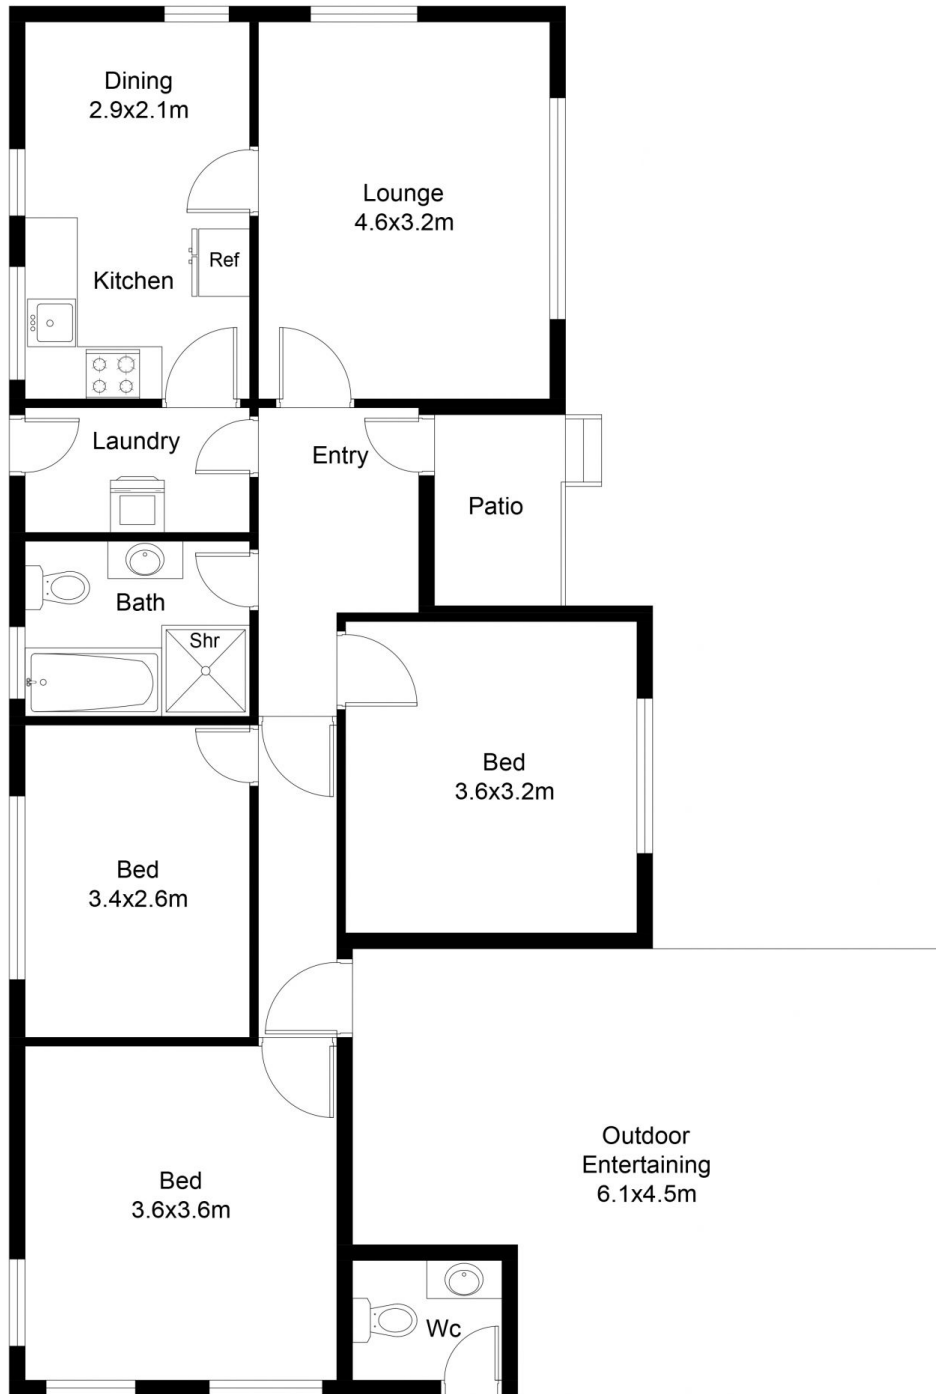 Dining
2.9x2.1m
Lounge
4.6x3.2m
Ref
Kitchen
Laundry
Entry
Patio
Bath
Shr
Bed
3.6x3.2m
Bed
3.4x2.6m
Outdoor
Entertaining
6.1x4.5m
Bed
3.6x3.6m
Wc